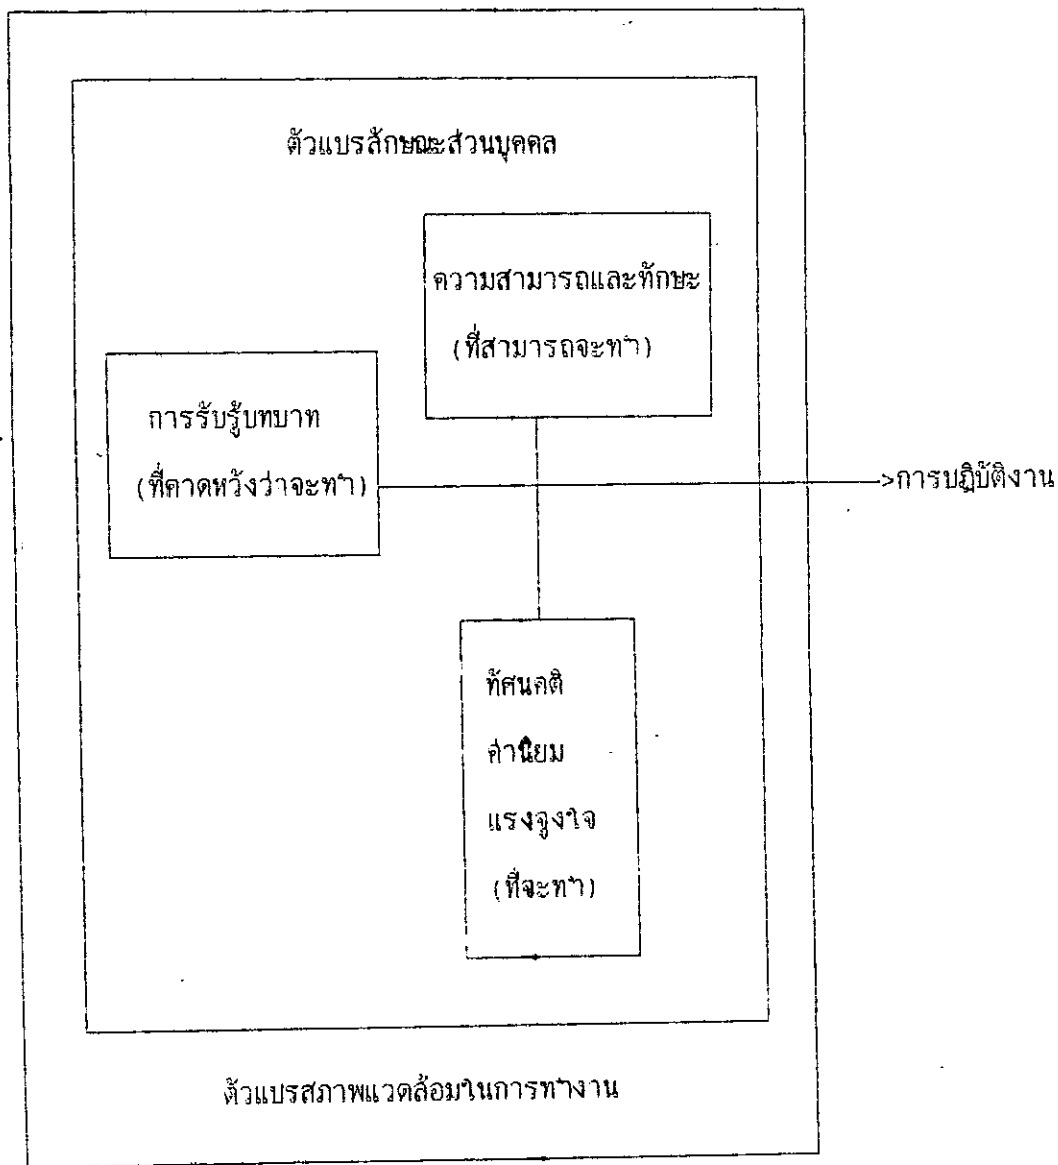 ตัวแปรลักษณะส่วนบุคคล
ความสามารถและทักษะ
(ที่สามารถจะทำ)
การรับรู้บทบาท
(ที่คาดหวังว่าจะทำ)
>การปฏิบัติงาน
ทัศนคติ
ค่านิยม
แรงจูงใจ
(ที่จะทำ)
ตัวแปรสภาพแวดล้อมในการทำงาน